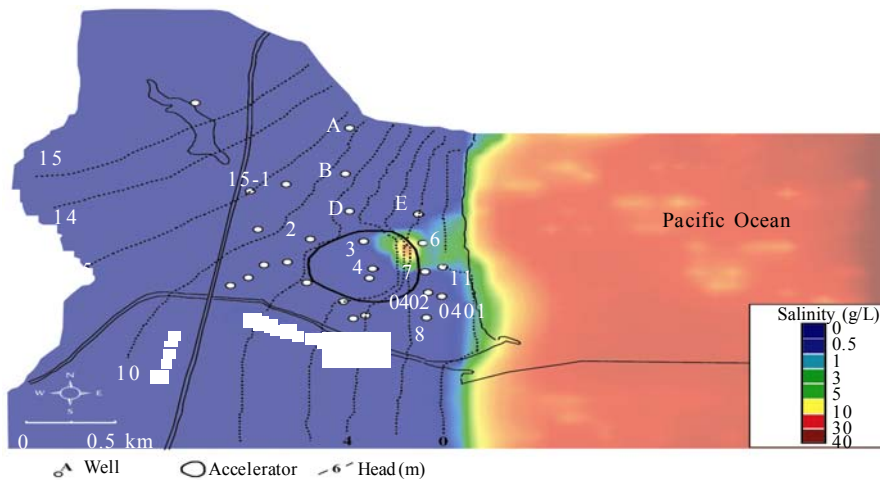 A
15
B
15-1
14
D
E
2
6
3
Pacific Ocean
4
7
11
0402
0401
8
10
N
W E
S
0 0.5 km
4 0
Salinity (g/L)
0
0.5
1
3
5
10
30
40
A Well
Accelerator
6 Head (m)